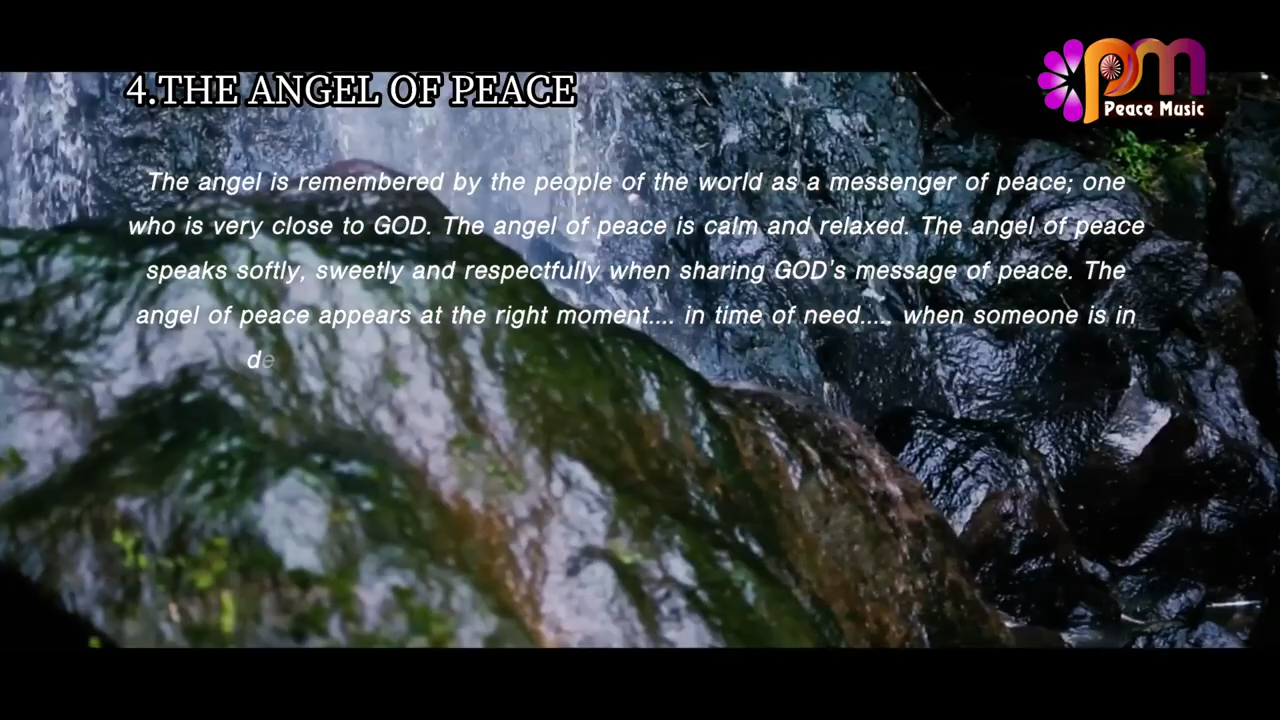 4.THE ANGEL OF PEACE
pm
Peace Music
The angel is remembered by the people of the world as a messenger of peace; one
who is very close to GOD. The angel of peace is calm and relaxed. The angel of peace
speaks softly, sweetly and respectfully when sharing GOD's message of peace. The
angel of peace appears at the right moment.... in time of need..... when someone is in
de